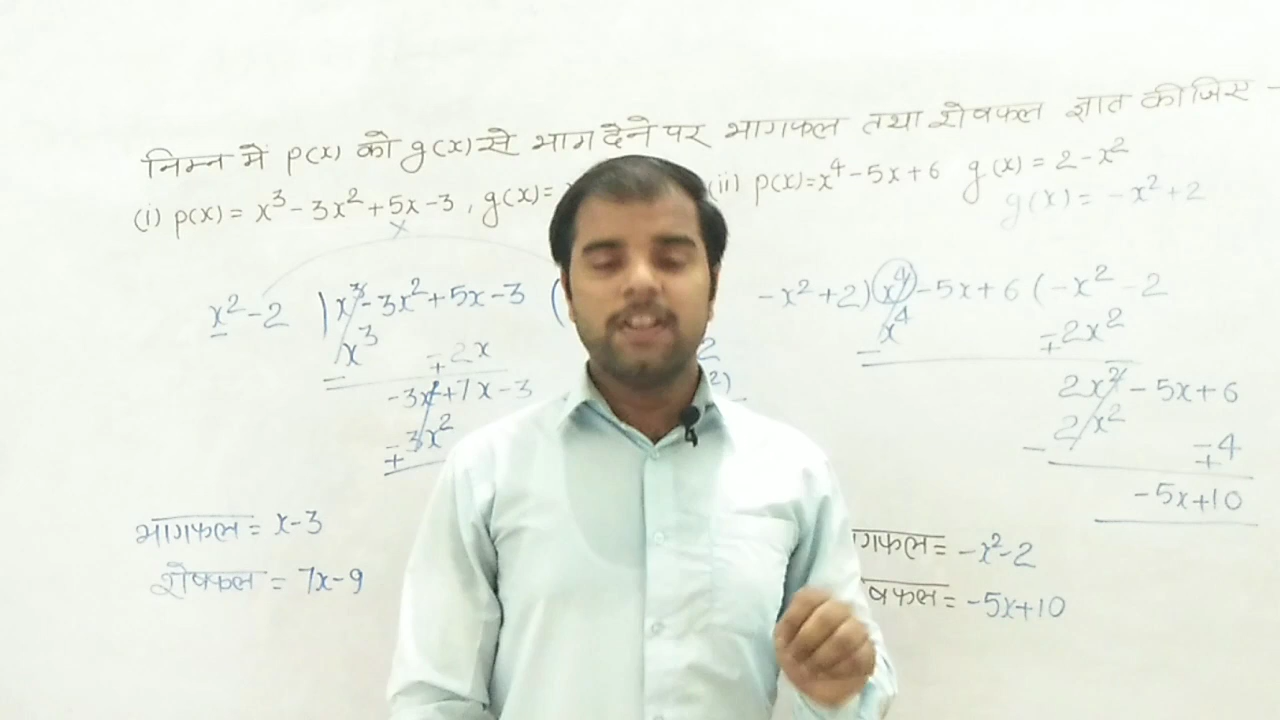 निम्न में p(x) को g(x) से भाग देने पर भागफल तथा शेषफल ज्ञात कीजिए -
(i) p(x) = x³ - 3x² + 5x - 3 , g(x) =
(ii) p(x) = x⁴ - 5x + 6 g(x) = 2 - x²
g(x) = -x² + 2
x² - 2 ) x³ - 3x² + 5x - 3 (
x³
- 2x
- +
-3x² + 7x - 3
- 3x²
+
भागफल = x - 3
शेषफल = 7x - 9
2
2)
-x² + 2 ) x⁴ - 5x + 6 ( -x² - 2
x⁴ - 2x²
- +
2x² - 5x + 6
2x² - 4
- +
-5x + 10
ागफल = -x² - 2
षफल = -5x + 10